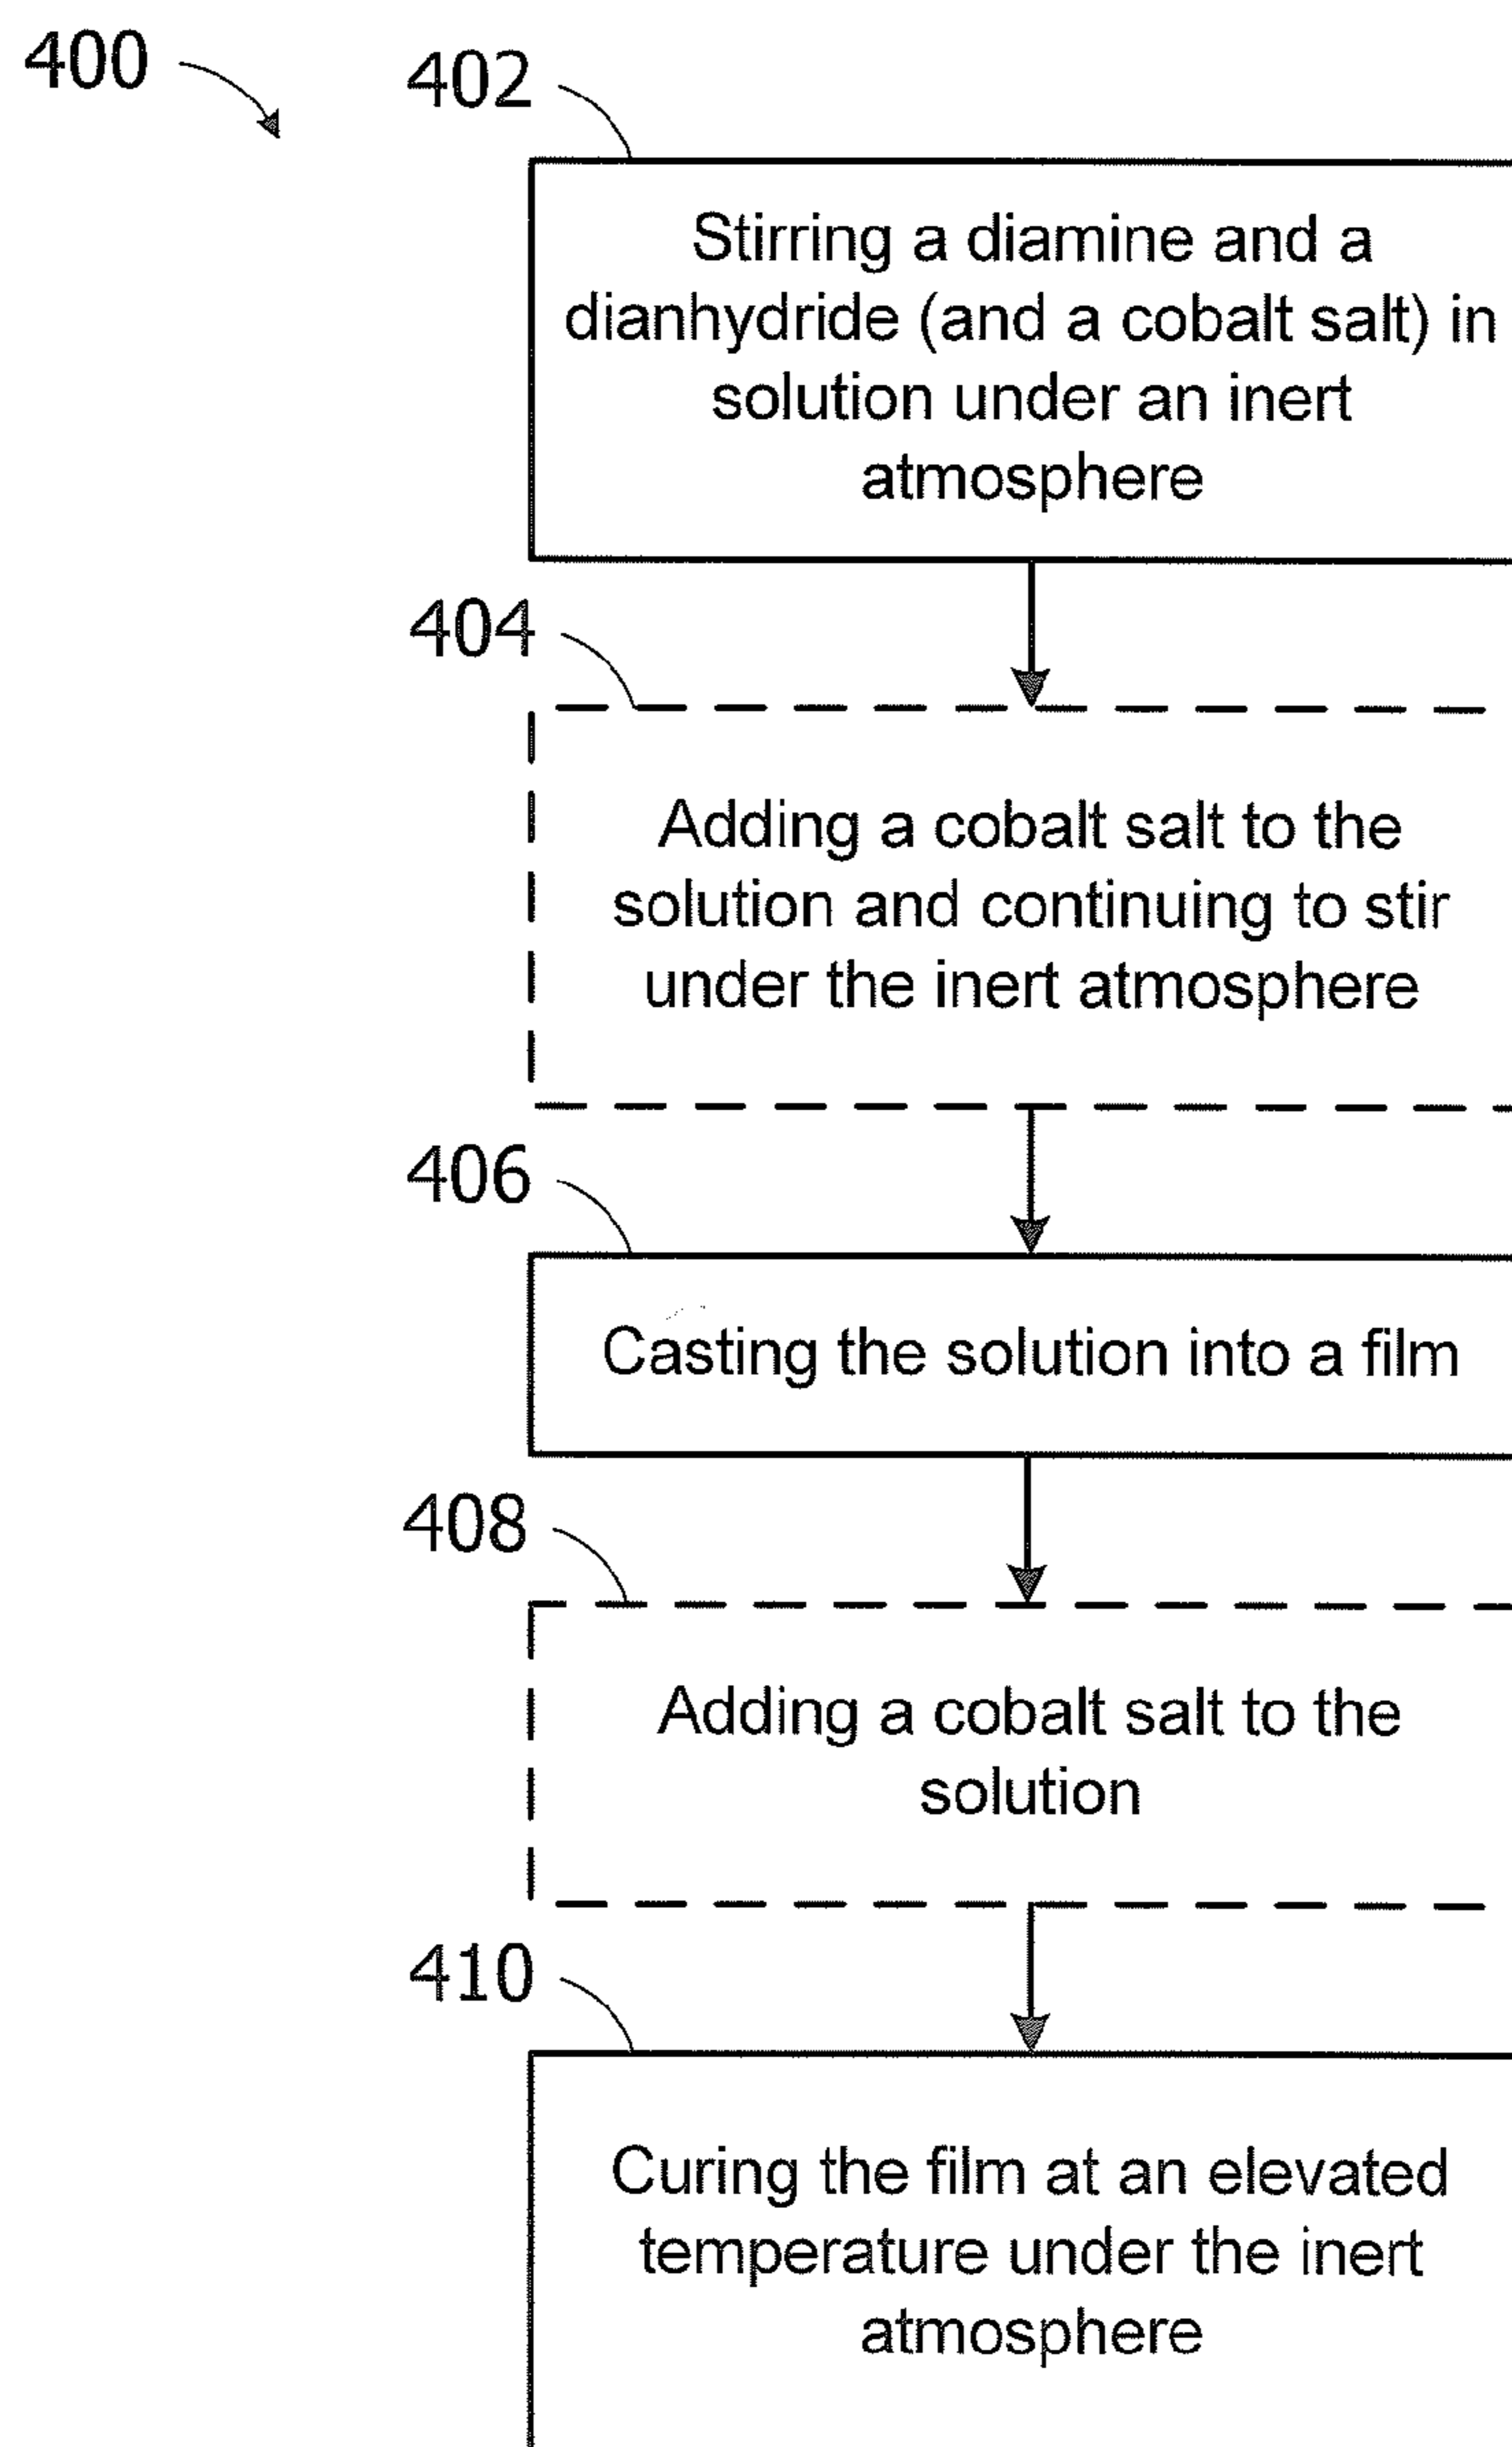 400
402
Stirring a diamine and a
dianhydride (and a cobalt salt) in
solution under an inert
atmosphere
404
Adding a cobalt salt to the
solution and continuing to stir
under the inert atmosphere
406
Casting the solution into a film
408
Adding a cobalt salt to the
solution
410
Curing the film at an elevated
temperature under the inert
atmosphere